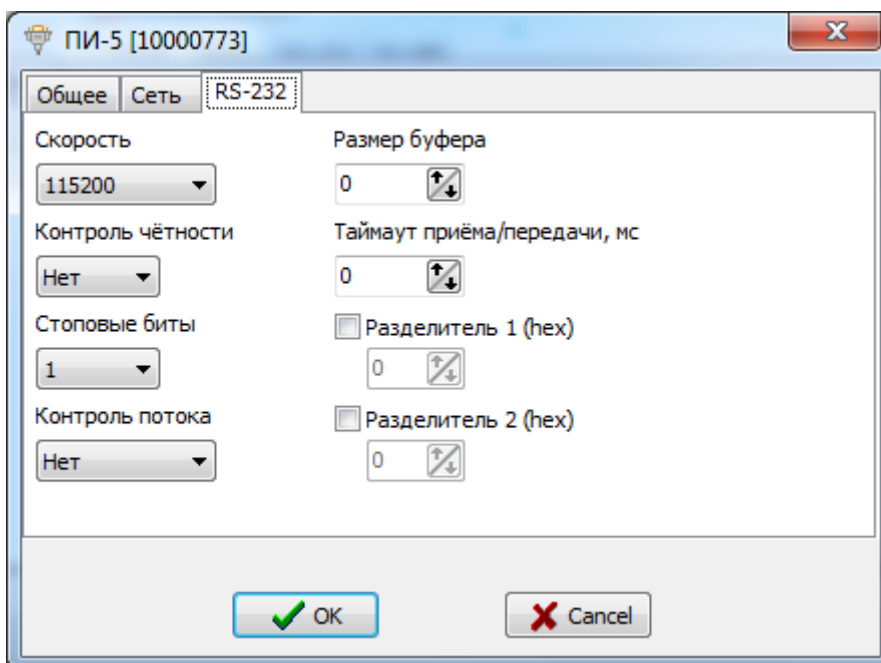 ПИ-5 [10000773]
Общее Сеть RS-232
Скорость
115200
Контроль чётности
Нет
Стоповые биты
1
Контроль потока
Нет
Размер буфера
0
Таймаут приёма/передачи, мс
0
Разделитель 1 (hex)
0
Разделитель 2 (hex)
0
OK
Cancel